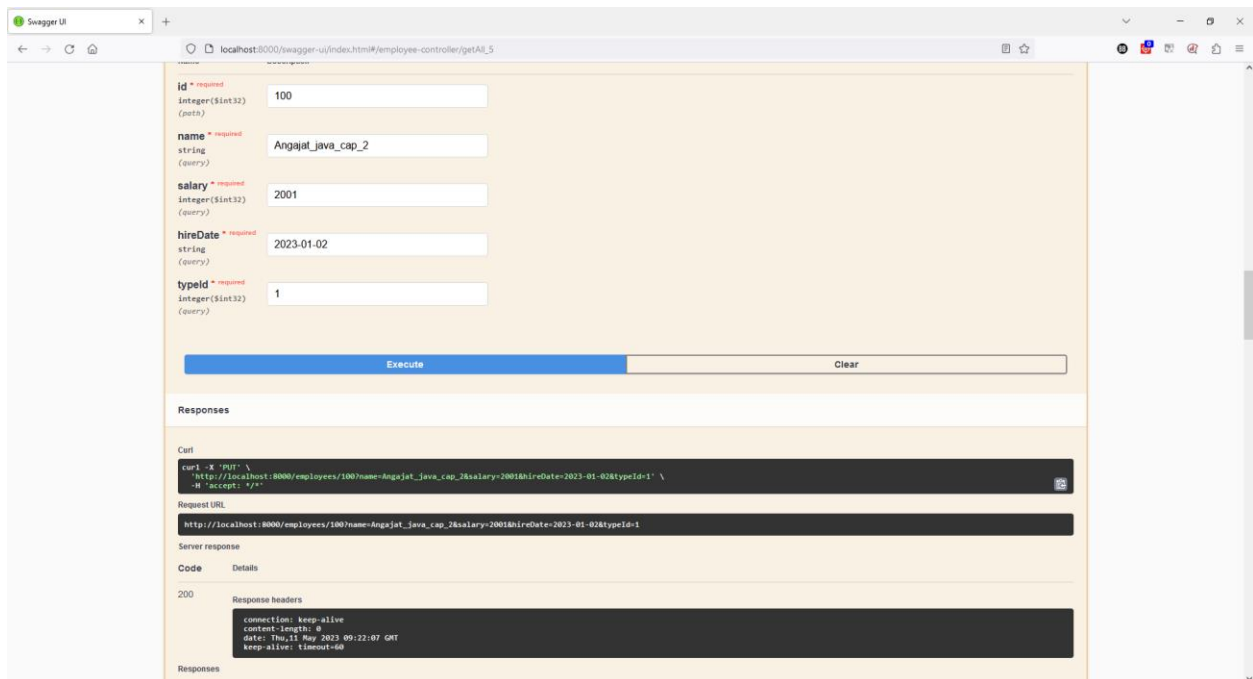 Swagger UI
localhost:8000/swagger-ui/index.html#/employee-controller/getAll_5
id * required
integer($int32)
(path)
100
name * required
string
(query)
Angajat_java_cap_2
salary * required
integer($int32)
(query)
2001
hireDate * required
string
(query)
2023-01-02
typeId * required
integer($int32)
(query)
1
Execute
Clear
Responses
Curl
curl -X 'PUT' \
'http://localhost:8000/employees/100?name=Angajat_java_cap_2&salary=2001&hireDate=2023-01-02&typeId=1' \
-H 'accept: */*'
Request URL
http://localhost:8000/employees/100?name=Angajat_java_cap_2&salary=2001&hireDate=2023-01-02&typeId=1
Server response
Code Details
200
Response headers
connection: keep-alive
content-length: 0
date: Thu,11 May 2023 09:22:07 GMT
keep-alive: timeout=60
Responses